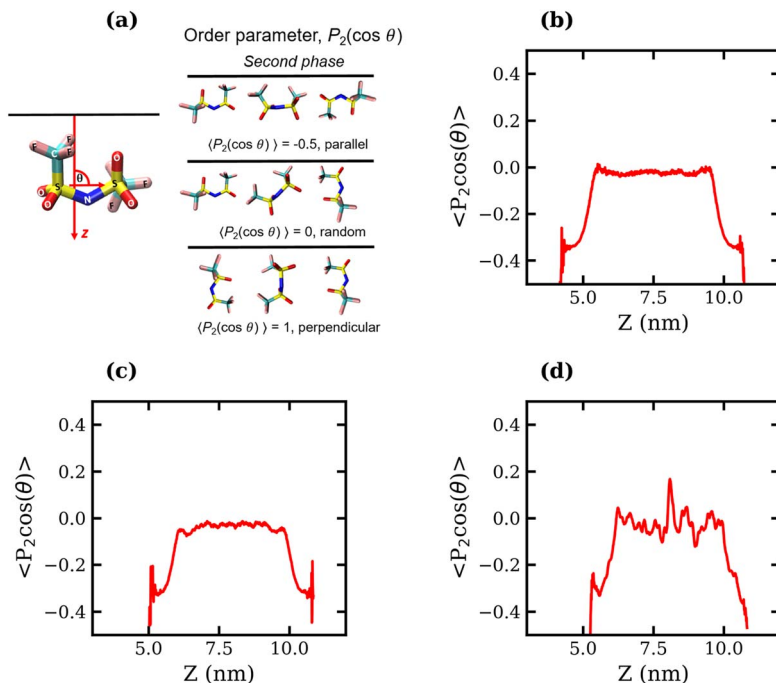 (a)
Order parameter, P₂(cos θ)
Second phase
⟨P₂(cos θ) ⟩ = -0.5, parallel
⟨P₂(cos θ) ⟩ = 0, random
⟨P₂(cos θ) ⟩ = 1, perpendicular
F
F
F
C
θ
O
O
S
S
F
O
N
F
O
z
(b)
<P₂cos(θ)>
0.4
0.2
0.0
−0.2
−0.4
5.0 7.5 10.0
Z (nm)
(c)
<P₂cos(θ)>
0.4
0.2
0.0
−0.2
−0.4
5.0 7.5 10.0
Z (nm)
(d)
<P₂cos(θ)>
0.4
0.2
0.0
−0.2
−0.4
5.0 7.5 10.0
Z (nm)